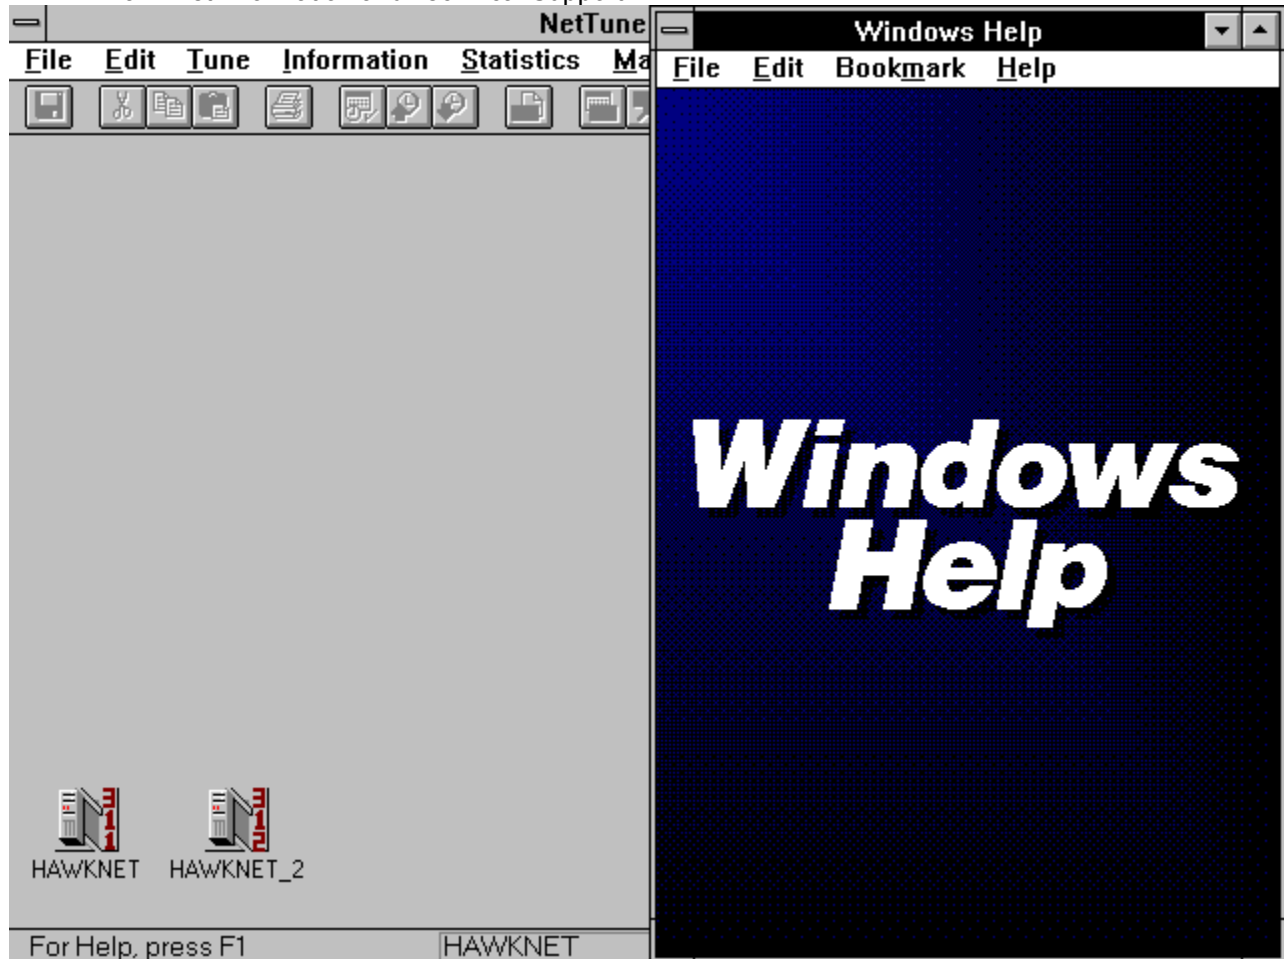 NetTune
File Edit Tune Information Statistics Ma
HAWKNET
HAWKNET_2
For Help, press F1
HAWKNET
Windows Help
File Edit Bookmark Help
Windows
Help